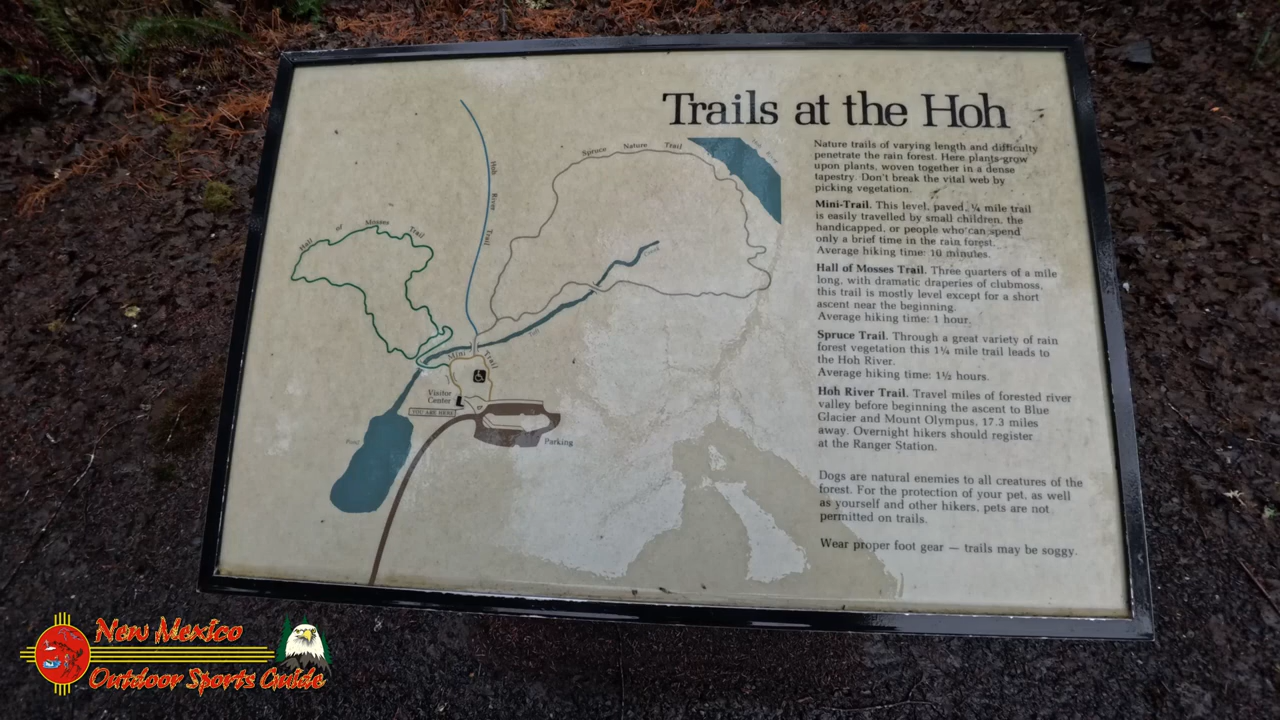 Trails at the Hoh
Nature trails of varying length and difficulty
penetrate the rain forest. Here plants grow
upon plants, woven together in a dense
tapestry. Don't break the vital web by
picking vegetation.
Mini-Trail. This level, paved, ¼ mile trail
is easily travelled by small children, the
handicapped, or people who can spend
only a brief time in the rain forest.
Average hiking time: 10 minutes.
Hall of Mosses Trail. Three quarters of a mile
long, with dramatic draperies of clubmoss,
this trail is mostly level except for a short
ascent near the beginning.
Average hiking time: 1 hour.
Spruce Trail. Through a great variety of rain
forest vegetation this 1¼ mile trail leads to
the Hoh River.
Average hiking time: 1½ hours.
Hoh River Trail. Travel miles of forested river
valley before beginning the ascent to Blue
Glacier and Mount Olympus, 17.3 miles
away. Overnight hikers should register
at the Ranger Station.
Dogs are natural enemies to all creatures of the
forest. For the protection of your pet, as well
as yourself and other hikers, pets are not
permitted on trails.
Wear proper foot gear — trails may be soggy.
Spruce Nature Trail
Hoh River Trail
Hall of Mosses Trail
Mini Trail
Visitor
Center
YOU ARE HERE
Parking
Pond
New Mexico
Outdoor Sports Guide